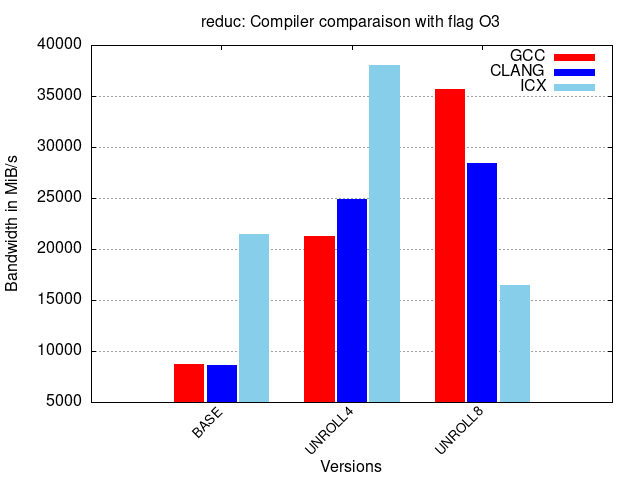 reduc: Compiler comparaison with flag O3
40000
35000
30000
25000
20000
15000
10000
5000
Bandwidth in MiB/s
GCC
CLANG
ICX
BASE
UNROLL4
UNROLL8
Versions